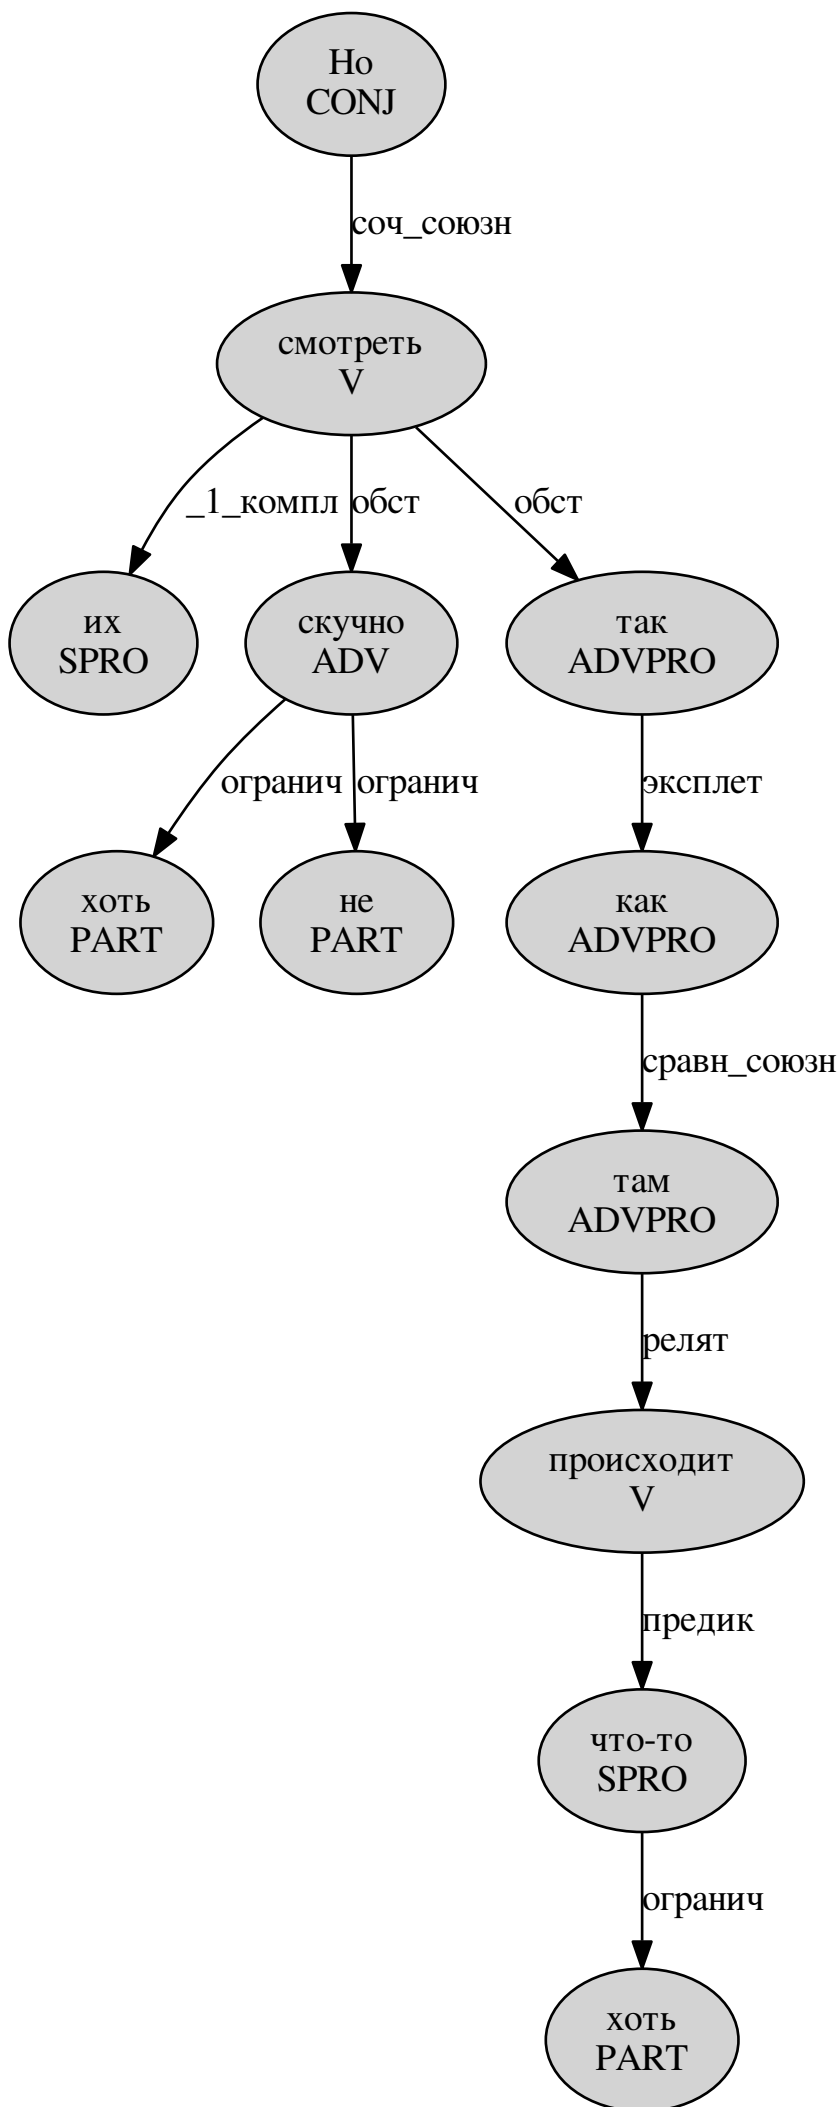 Но
CONJ
соч_союзн
смотреть
V
_1_компл
обст
обст
их
SPRO
скучно
ADV
так
ADVPRO
огранич
огранич
эксплет
хоть
PART
не
PART
как
ADVPRO
сравн_союзн
там
ADVPRO
релят
происходит
V
предик
что-то
SPRO
огранич
хоть
PART